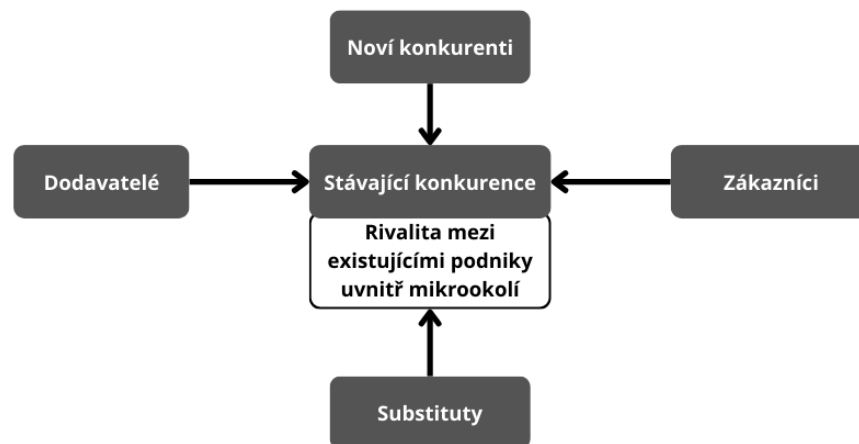 Noví konkurenti
Dodavatelé
Stávající konkurence
Zákazníci
Rivalita mezi
existujícími podniky
uvnitř mikrookolí
Substituty